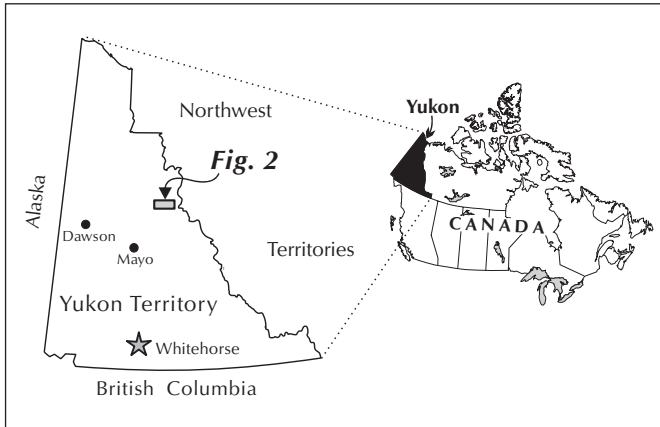 Northwest
Yukon
Fig. 2
Alaska
CANADA
Dawson
Mayo
Territories
Yukon Territory
Whitehorse
British Columbia